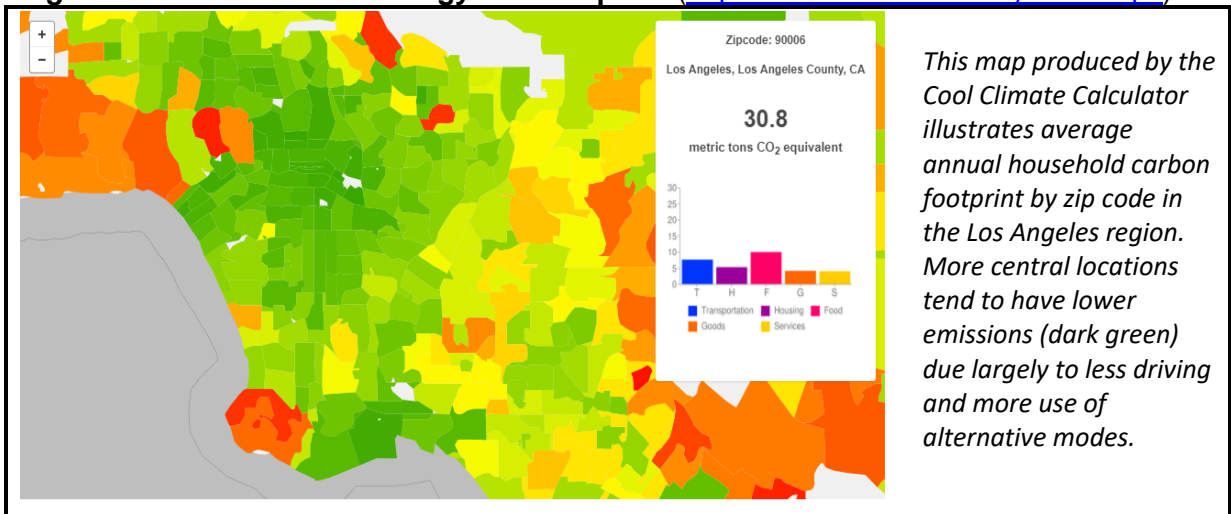 +
−
Zipcode: 90006
Los Angeles, Los Angeles County, CA
30.8
metric tons CO2 equivalent
30
25
20
15
10
5
0
T H F G S
Transportation Housing Food
Goods Services
This map produced by the
Cool Climate Calculator
illustrates average
annual household carbon
footprint by zip code in
the Los Angeles region.
More central locations
tend to have lower
emissions (dark green)
due largely to less driving
and more use of
alternative modes.